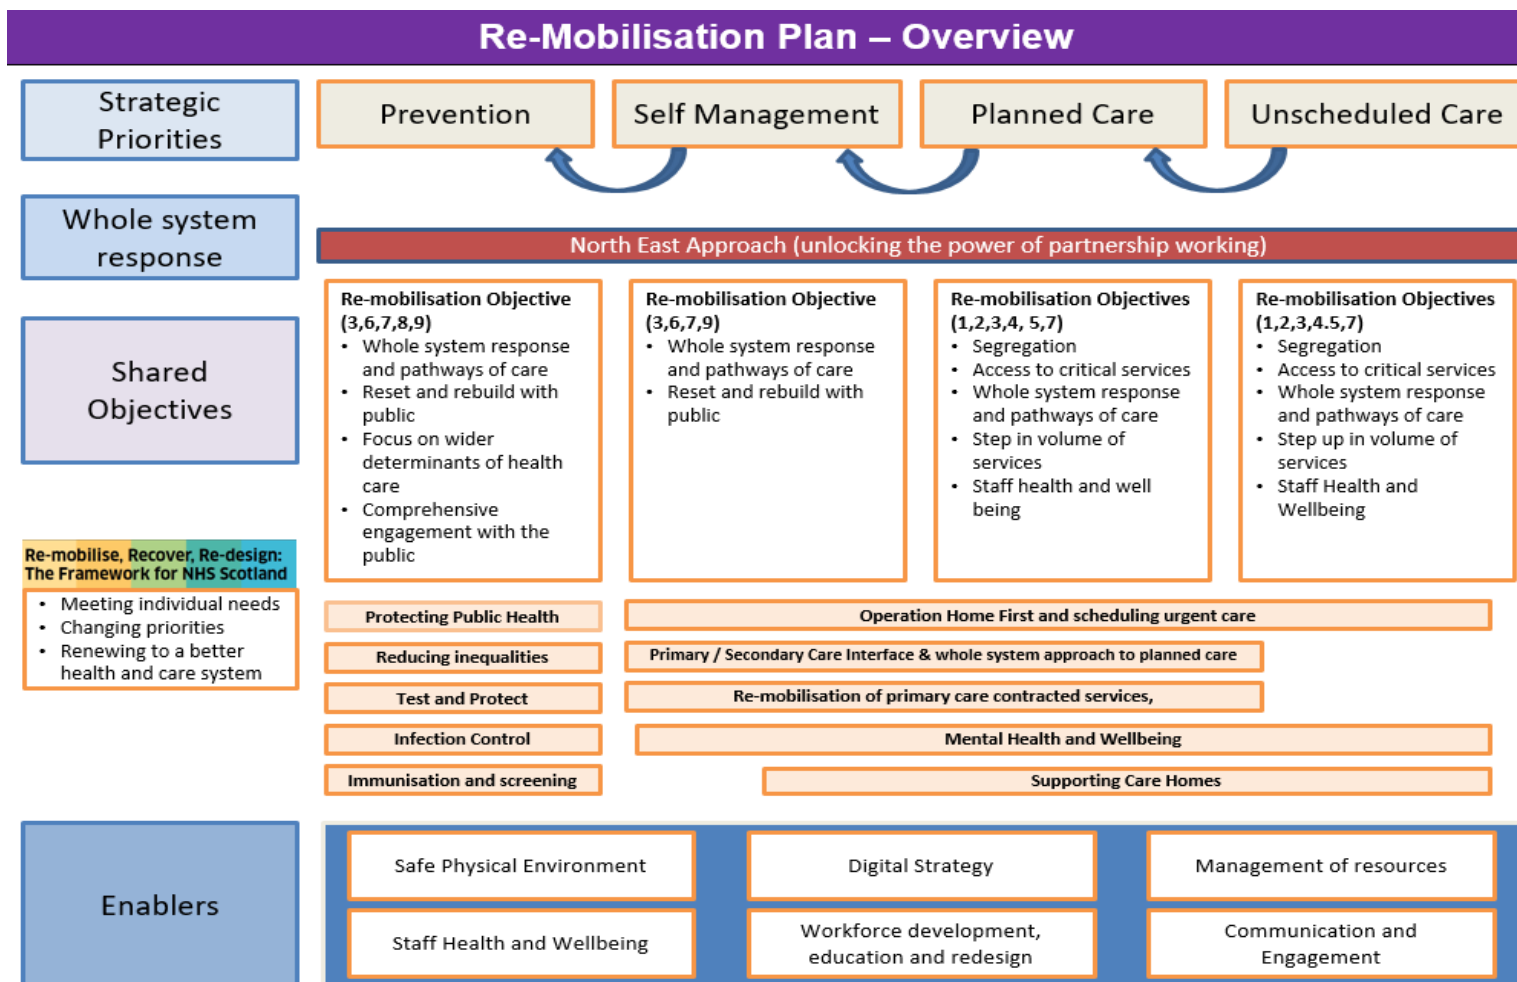 Re-Mobilisation Plan – Overview
Strategic
Priorities
Prevention
Self Management
Planned Care
Unscheduled Care
Whole system
response
North East Approach (unlocking the power of partnership working)
Shared
Objectives
Re-mobilisation Objective
(3,6,7,8,9)
• Whole system response
and pathways of care
• Reset and rebuild with
public
• Focus on wider
determinants of health
care
• Comprehensive
engagement with the
public
Re-mobilisation Objective
(3,6,7,9)
• Whole system response
and pathways of care
• Reset and rebuild with
public
Re-mobilisation Objectives
(1,2,3,4, 5,7)
• Segregation
• Access to critical services
• Whole system response
and pathways of care
• Step in volume of
services
• Staff health and well
being
Re-mobilisation Objectives
(1,2,3,4.5,7)
• Segregation
• Access to critical services
• Whole system response
and pathways of care
• Step up in volume of
services
• Staff Health and
Wellbeing
Re-mobilise, Recover, Re-design:
The Framework for NHS Scotland
• Meeting individual needs
• Changing priorities
• Renewing to a better
health and care system
Protecting Public Health
Reducing inequalities
Test and Protect
Infection Control
Immunisation and screening
Operation Home First and scheduling urgent care
Primary / Secondary Care Interface & whole system approach to planned care
Re-mobilisation of primary care contracted services,
Mental Health and Wellbeing
Supporting Care Homes
Enablers
Safe Physical Environment
Digital Strategy
Management of resources
Staff Health and Wellbeing
Workforce development,
education and redesign
Communication and
Engagement